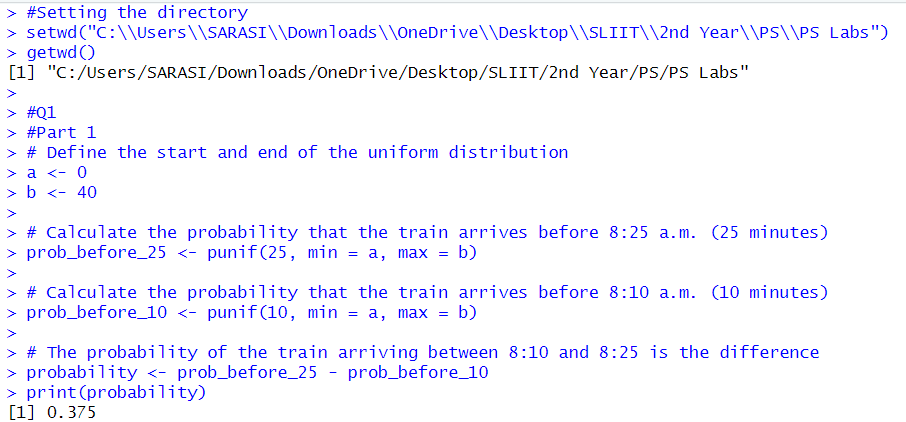 > #Setting the directory
> setwd("C:\\Users\\SARASI\\Downloads\\OneDrive\\Desktop\\SLIIT\\2nd Year\\PS\\PS Labs")
> getwd()
[1] "C:/Users/SARASI/Downloads/OneDrive/Desktop/SLIIT/2nd Year/PS/PS Labs"
>
> #Q1
> #Part 1
> # Define the start and end of the uniform distribution
> a <- 0
> b <- 40
>
> # Calculate the probability that the train arrives before 8:25 a.m. (25 minutes)
> prob_before_25 <- punif(25, min = a, max = b)
>
> # Calculate the probability that the train arrives before 8:10 a.m. (10 minutes)
> prob_before_10 <- punif(10, min = a, max = b)
>
> # The probability of the train arriving between 8:10 and 8:25 is the difference
> probability <- prob_before_25 - prob_before_10
> print(probability)
[1] 0.375